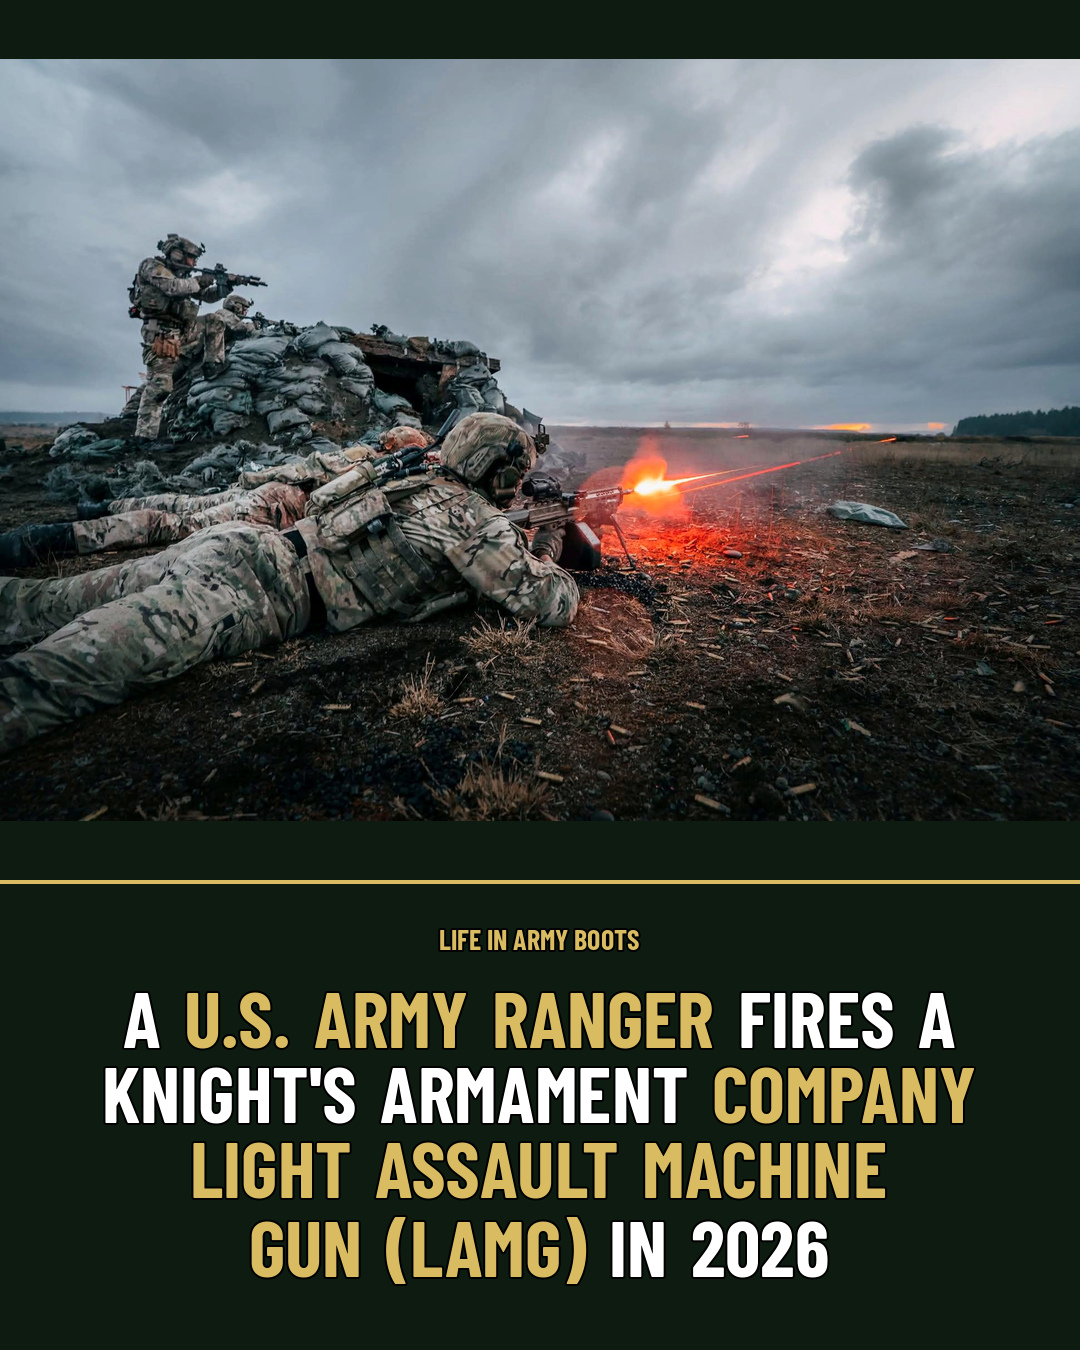 LIFE IN ARMY BOOTS
A U.S. ARMY RANGER FIRES A
KNIGHT'S ARMAMENT COMPANY
LIGHT ASSAULT MACHINE
GUN (LAMG) IN 2026